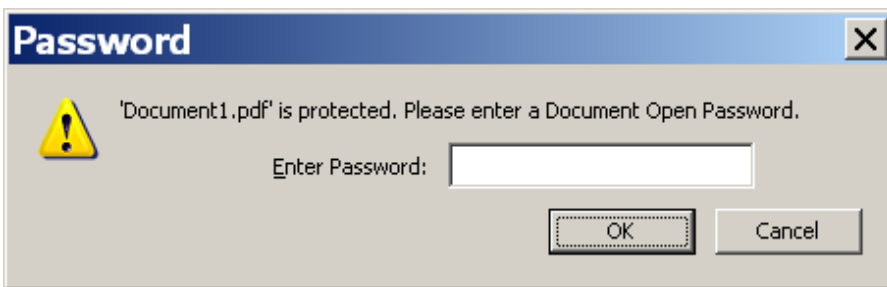 Password
'Document1.pdf' is protected. Please enter a Document Open Password.
Enter Password:
OK Cancel